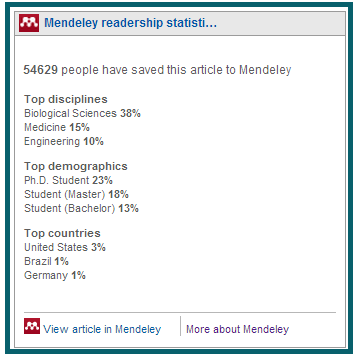 Mendeley readership statisti...
54629 people have saved this article to Mendeley
Top disciplines
Biological Sciences 38%
Medicine 15%
Engineering 10%
Top demographics
Ph.D. Student 23%
Student (Master) 18%
Student (Bachelor) 13%
Top countries
United States 3%
Brazil 1%
Germany 1%
View article in Mendeley
More about Mendeley